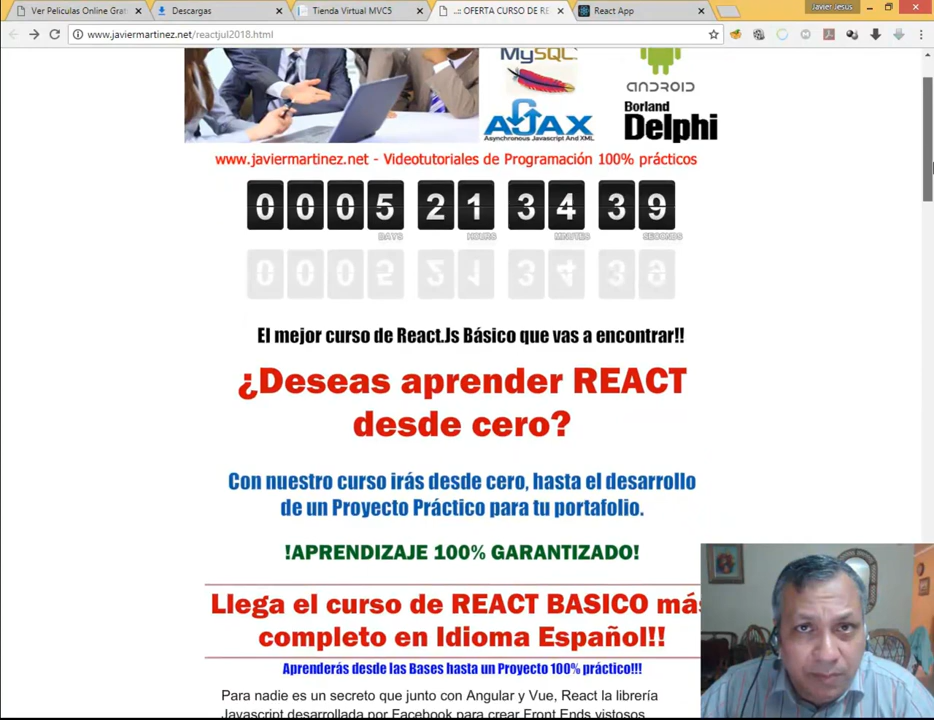 Javier Jesus
Ver Peliculas Online Grat
Descargas
Tienda Virtual MVC5
..:: OFERTA CURSO DE RE
React App
www.javiermartinez.net/reactjul2018.html
MySQL
AJAX
Asynchronous Javascript And XML
ANDROID
Borland
Delphi
www.javiermartinez.net - Videotutoriales de Programación 100% prácticos
0 0 0 5 2 1 3 4 3 9
DAYS HOURS MINUTES SECONDS
El mejor curso de React.Js Básico que vas a encontrar!!
¿Deseas aprender REACT
desde cero?
Con nuestro curso irás desde cero, hasta el desarrollo
de un Proyecto Práctico para tu portafolio.
!APRENDIZAJE 100% GARANTIZADO!
Llega el curso de REACT BASICO más
completo en Idioma Español!!
Aprenderás desde las Bases hasta un Proyecto 100% práctico!!!
Para nadie es un secreto que junto con Angular y Vue, React la librería
Javascript desarrollada por Facebook para crear Front Ends vistosos